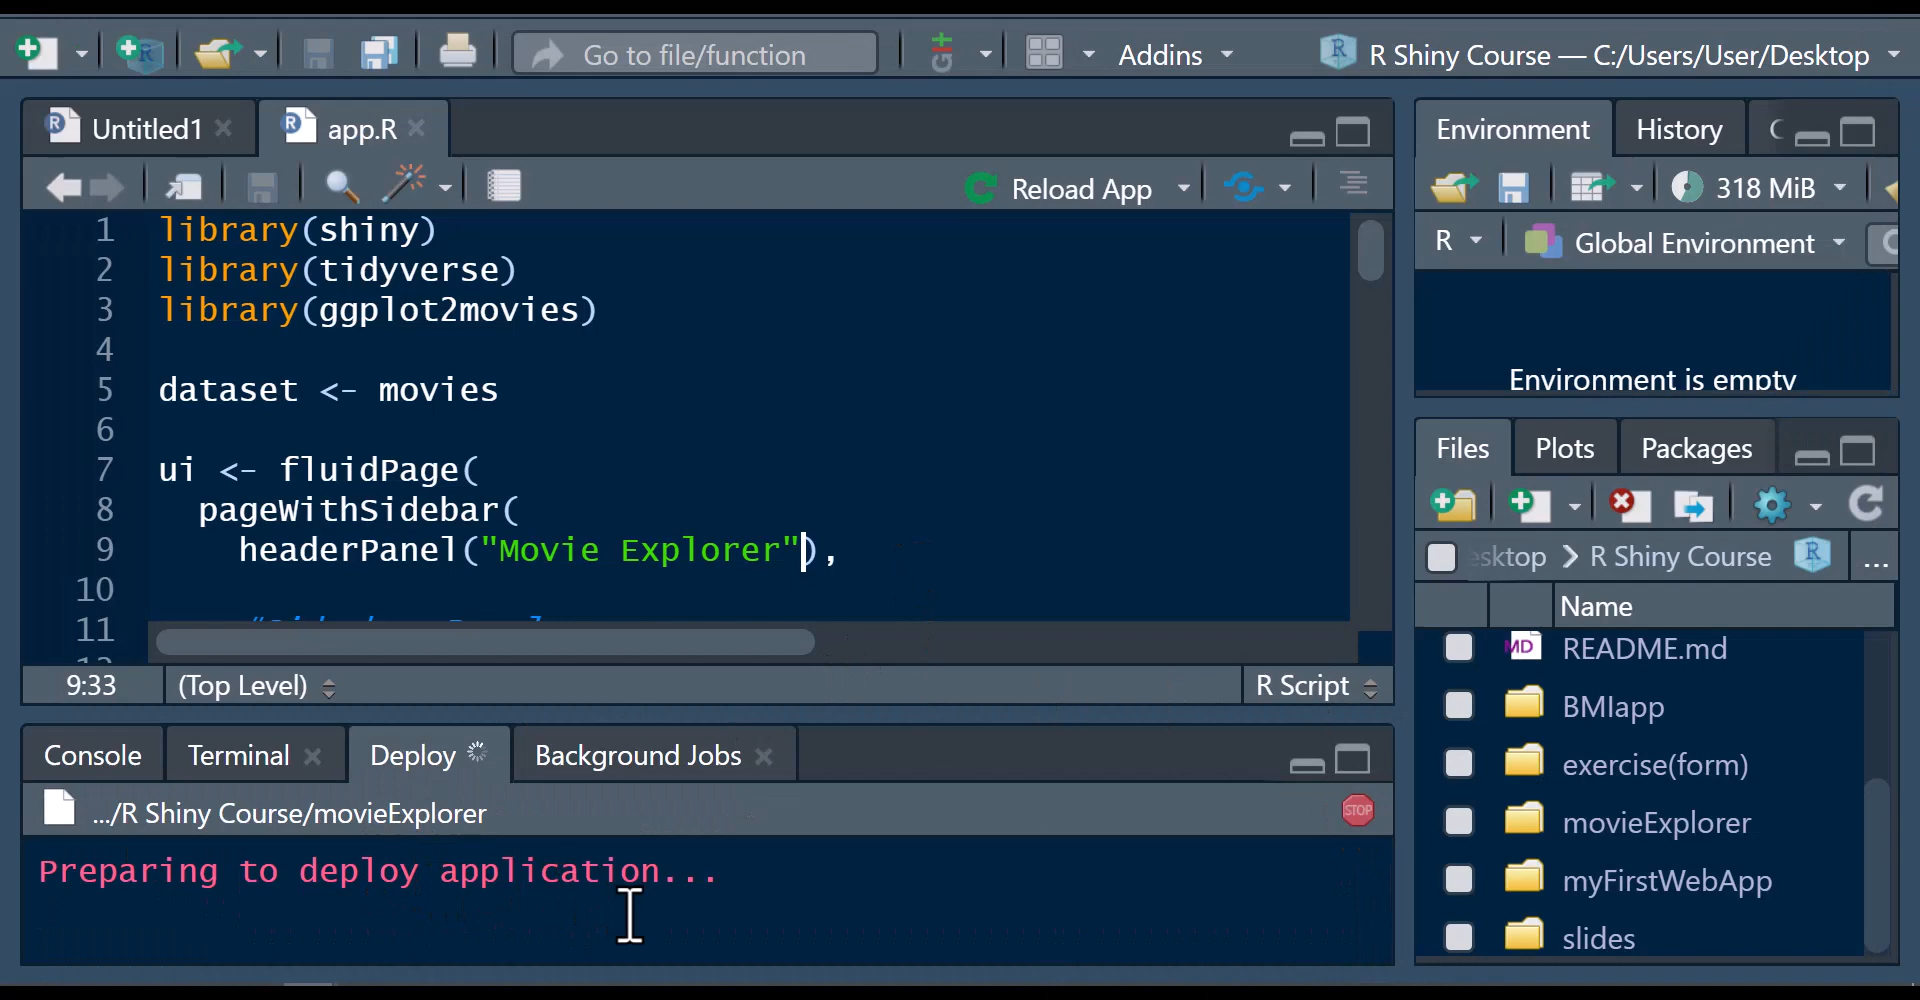 Go to file/function
Addins
R Shiny Course — C:/Users/User/Desktop
Untitled1
app.R
Reload App
1 library(shiny)
2 library(tidyverse)
3 library(ggplot2movies)
4
5 dataset <- movies
6
7 ui <- fluidPage(
8 pageWithSidebar(
9 headerPanel("Movie Explorer"),
10
11
9:33
(Top Level)
R Script
Console
Terminal
Deploy
Background Jobs
.../R Shiny Course/movieExplorer
STOP
Preparing to deploy application...
Environment
History
318 MiB
R
Global Environment
Environment is empty
Files
Plots
Packages
esktop
R Shiny Course
...
Name
MD README.md
BMIapp
exercise(form)
movieExplorer
myFirstWebApp
slides